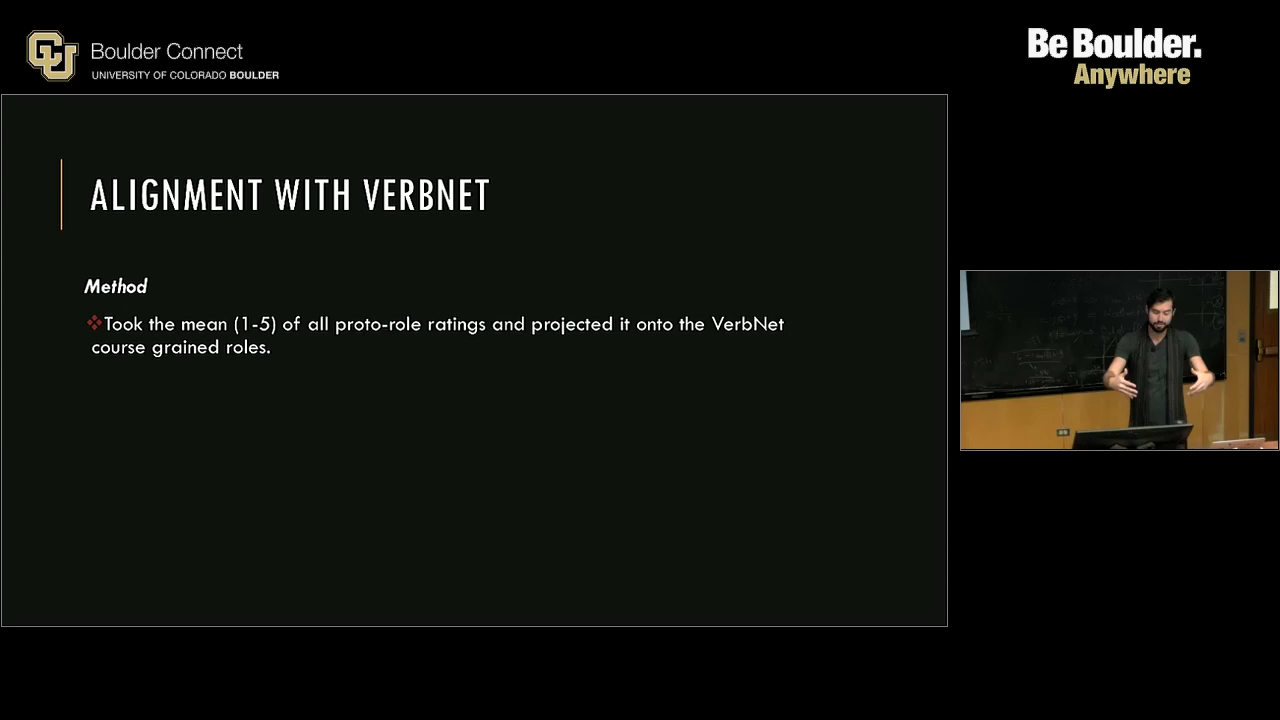 Boulder Connect
UNIVERSITY OF COLORADO BOULDER
Be Boulder.
Anywhere
ALIGNMENT WITH VERBNET
Method
Took the mean (1-5) of all proto-role ratings and projected it onto the VerbNet
course grained roles.